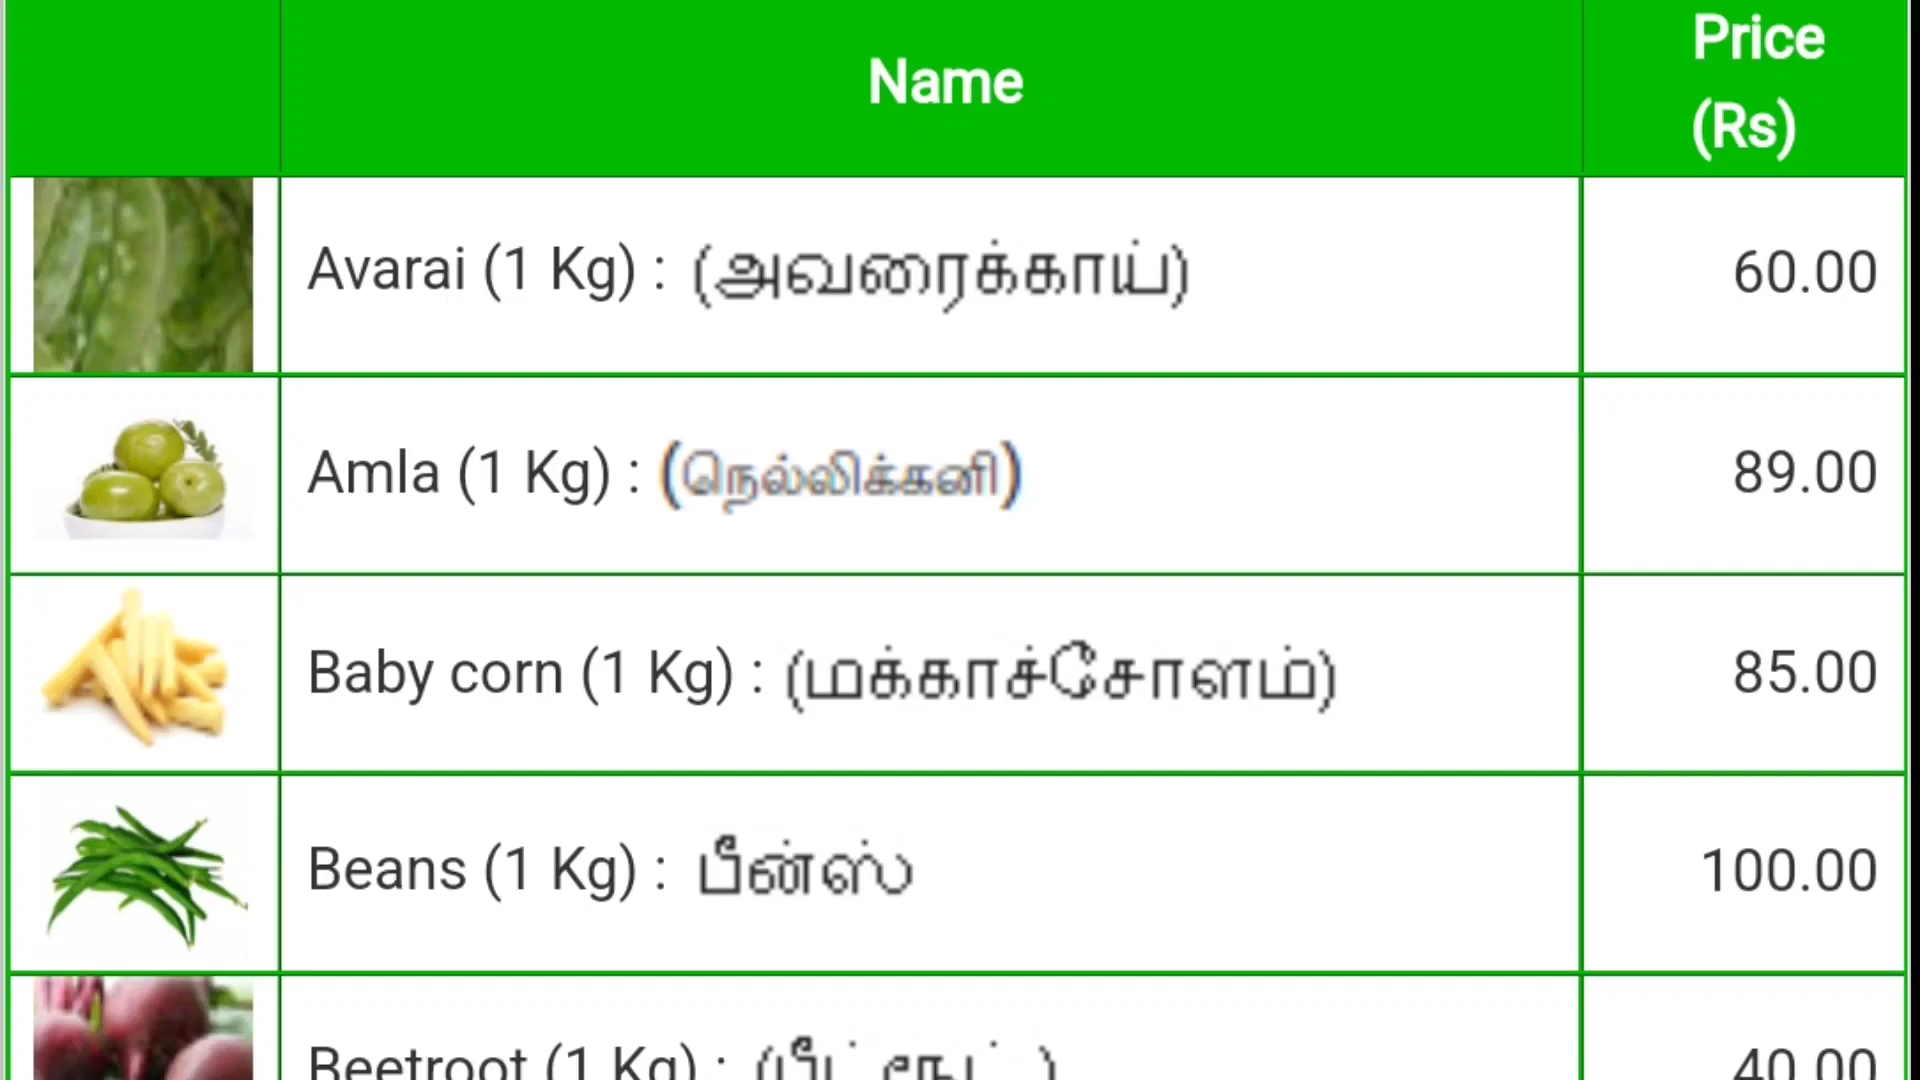 Name
Price
(Rs)
Avarai (1 Kg) : (அவரைக்காய்) 60.00
Amla (1 Kg) : (நெல்லிக்கனி) 89.00
Baby corn (1 Kg) : (மக்காச்சோளம்) 85.00
Beans (1 Kg) : பீன்ஸ் 100.00
Beetroot (1 Kg) : 40.00